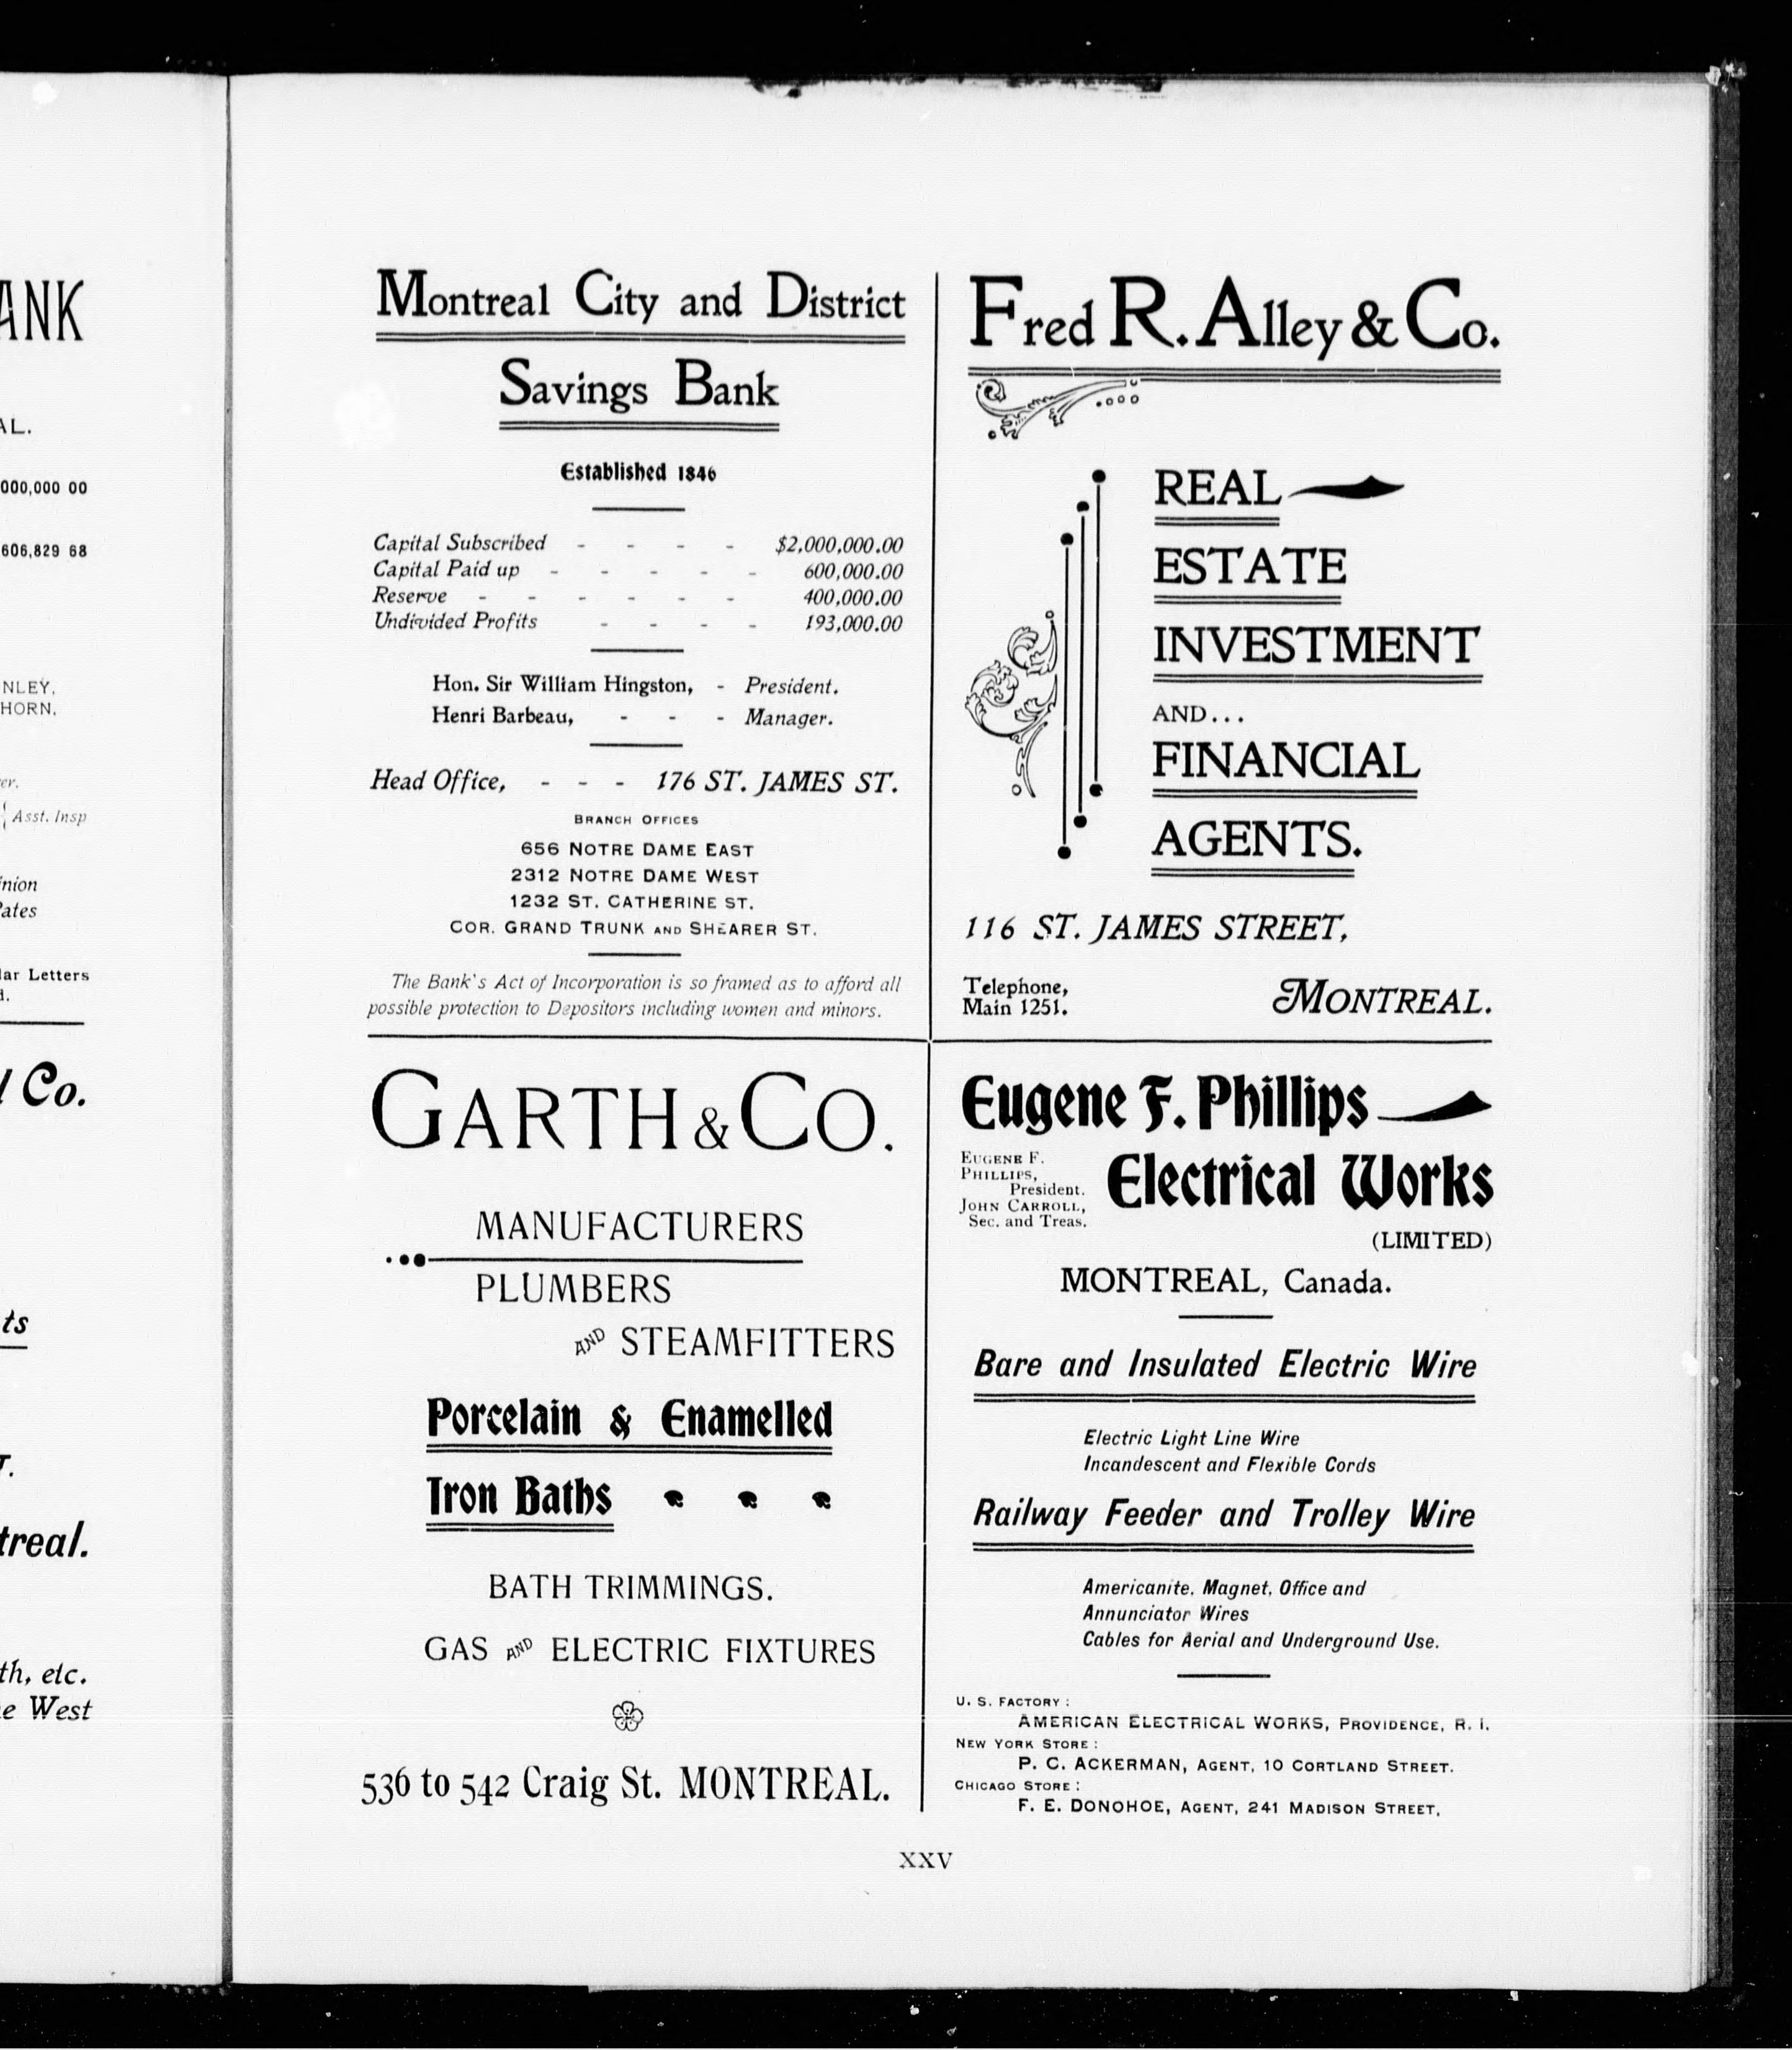 ANK
AL.
000,000 00
606,829 68
NLEY.
HORN.
er.
Asst. Insp
inion
ates
lar Letters
d.
l Co.
ts
T.
treal.
th, etc.
e West
Montreal City and District
Savings Bank
Established 1846
Capital Subscribed - - - - $2,000,000.00
Capital Paid up - - - - - 600,000.00
Reserve - - - - - - 400,000.00
Undivided Profits - - - - 193,000.00
Hon. Sir William Hingston, - President.
Henri Barbeau, - - - Manager.
Head Office, - - - 176 ST. JAMES ST.
BRANCH OFFICES
656 NOTRE DAME EAST
2312 NOTRE DAME WEST
1232 ST. CATHERINE ST.
COR. GRAND TRUNK AND SHEARER ST.
The Bank's Act of Incorporation is so framed as to afford all
possible protection to Depositors including women and minors.
Fred R. Alley & Co.
REAL
ESTATE
INVESTMENT
AND...
FINANCIAL
AGENTS.
116 ST. JAMES STREET,
Telephone,
Main 1251.
MONTREAL.
GARTH & CO.
MANUFACTURERS
PLUMBERS
AND STEAMFITTERS
Porcelain & Enamelled
Iron Baths
BATH TRIMMINGS.
GAS AND ELECTRIC FIXTURES
536 to 542 Craig St. MONTREAL.
Eugene F. Phillips
Electrical Works
EUGENE F.
PHILLIPS,
President.
JOHN CARROLL,
Sec. and Treas.
(LIMITED)
MONTREAL, Canada.
Bare and Insulated Electric Wire
Electric Light Line Wire
Incandescent and Flexible Cords
Railway Feeder and Trolley Wire
Americanite, Magnet, Office and
Annunciator Wires
Cables for Aerial and Underground Use.
U. S. FACTORY :
AMERICAN ELECTRICAL WORKS, PROVIDENCE, R. I.
NEW YORK STORE :
P. C. ACKERMAN, AGENT, 10 CORTLAND STREET.
CHICAGO STORE :
F. E. DONOHOE, AGENT, 241 MADISON STREET.
XXV